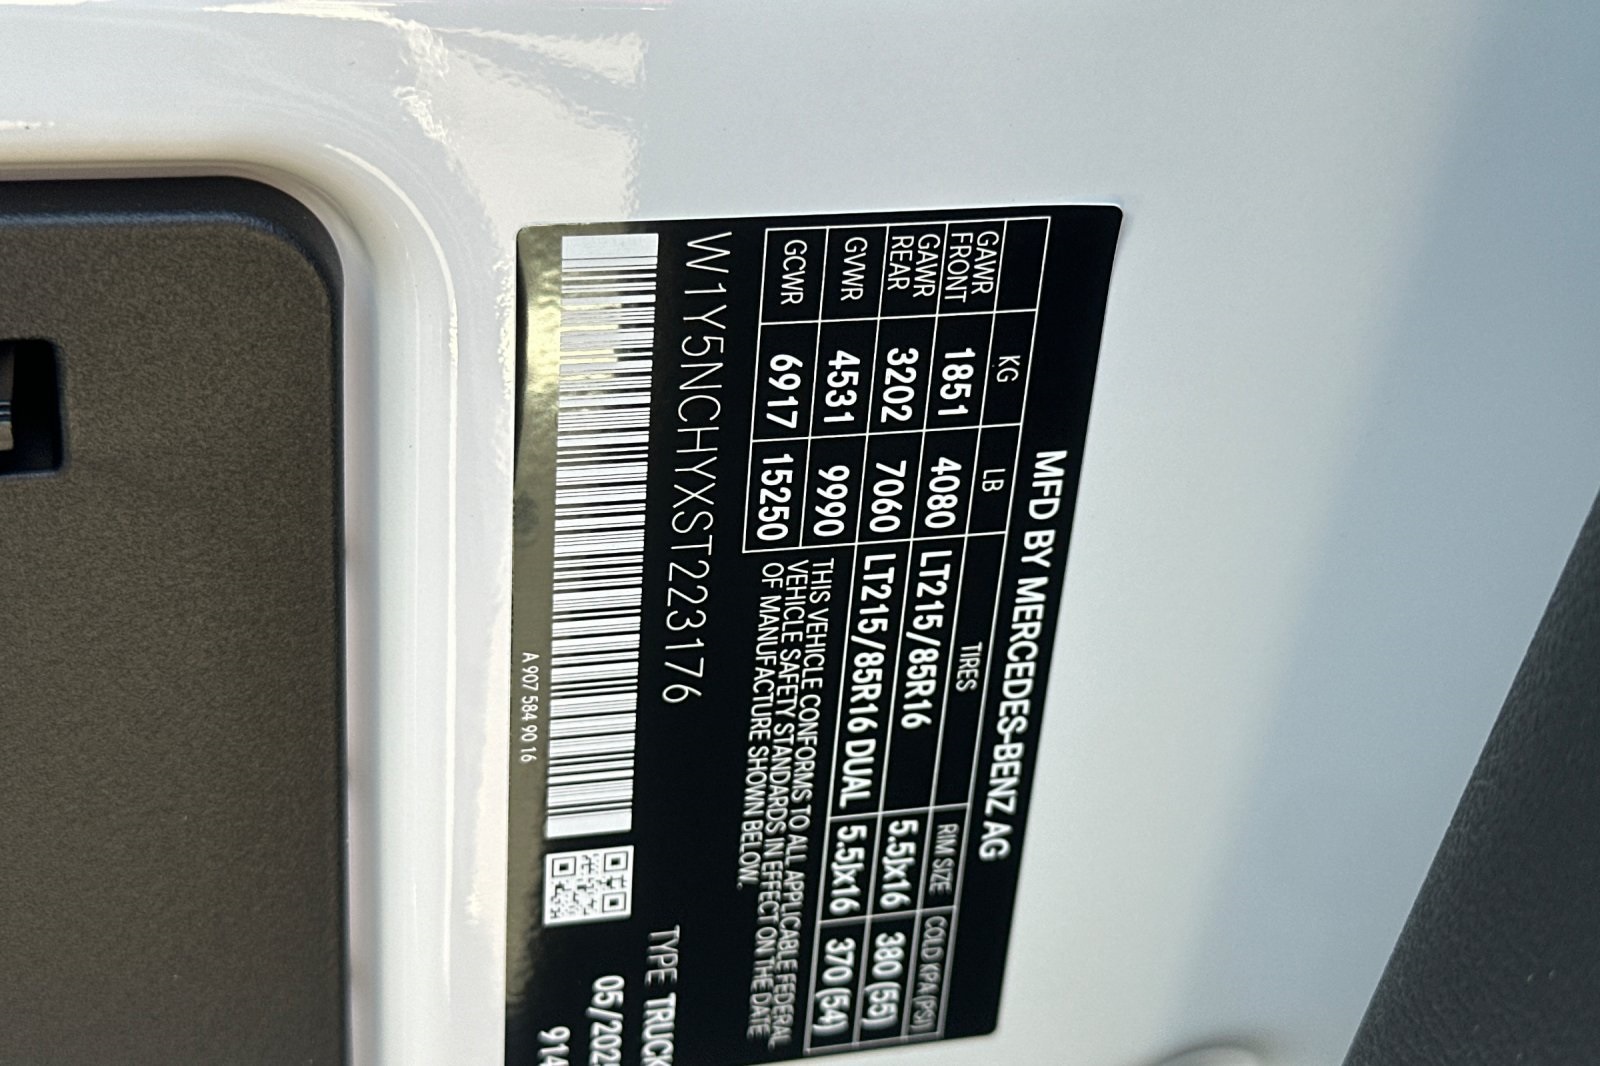 MFD BY MERCEDES-BENZ AG
KG LB TIRES RIM SIZE COLD KPA (PSI)
GAWR FRONT 1851 4080 LT215/85R16 5.5Jx16 380 (55)
GAWR REAR 3202 7060 LT215/85R16 DUAL 5.5Jx16 370 (54)
GVWR 4531 9990
GCWR 6917 15250
THIS VEHICLE CONFORMS TO ALL APPLICABLE FEDERAL
VEHICLE SAFETY STANDARDS IN EFFECT ON THE DATE
OF MANUFACTURE SHOWN BELOW.
W1Y5NCHYXST223176
TYPE TRUCK
05/202
914
A 907 584 90 16